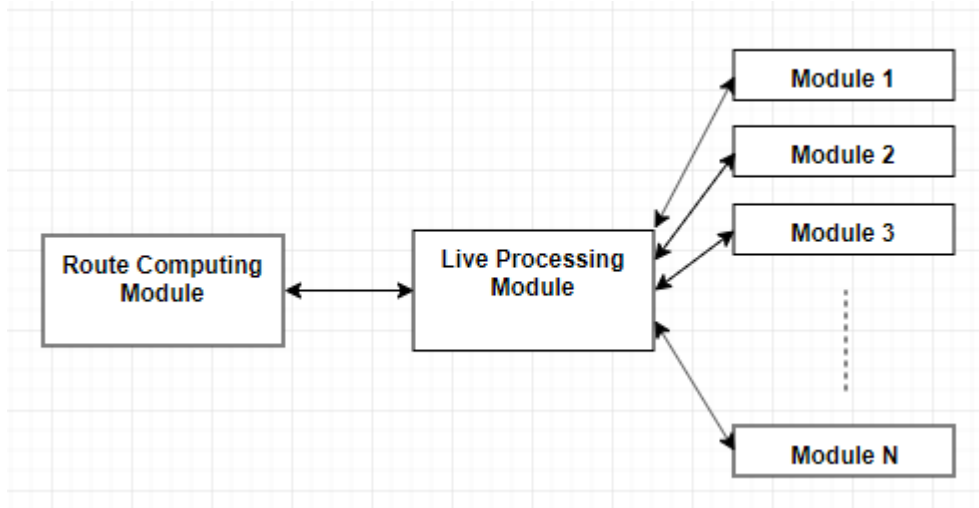 Route Computing
Module
Live Processing
Module
Module 1
Module 2
Module 3
Module N